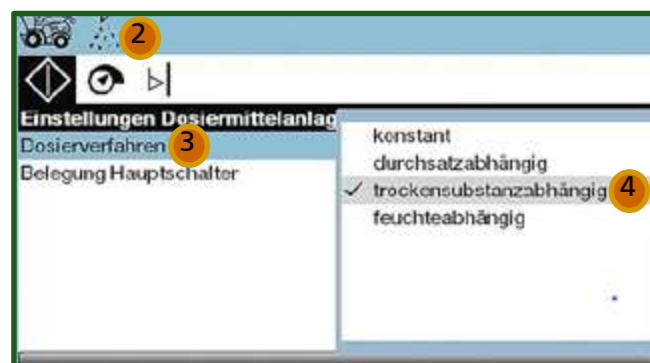 2
Einstellungen Dosiermittelanlag
Dosierverfahren 3
Belegung Hauptschalter
konstant
durchsatzabhängig
✓ trockensubstanzabhängig 4
feuchteabhängig